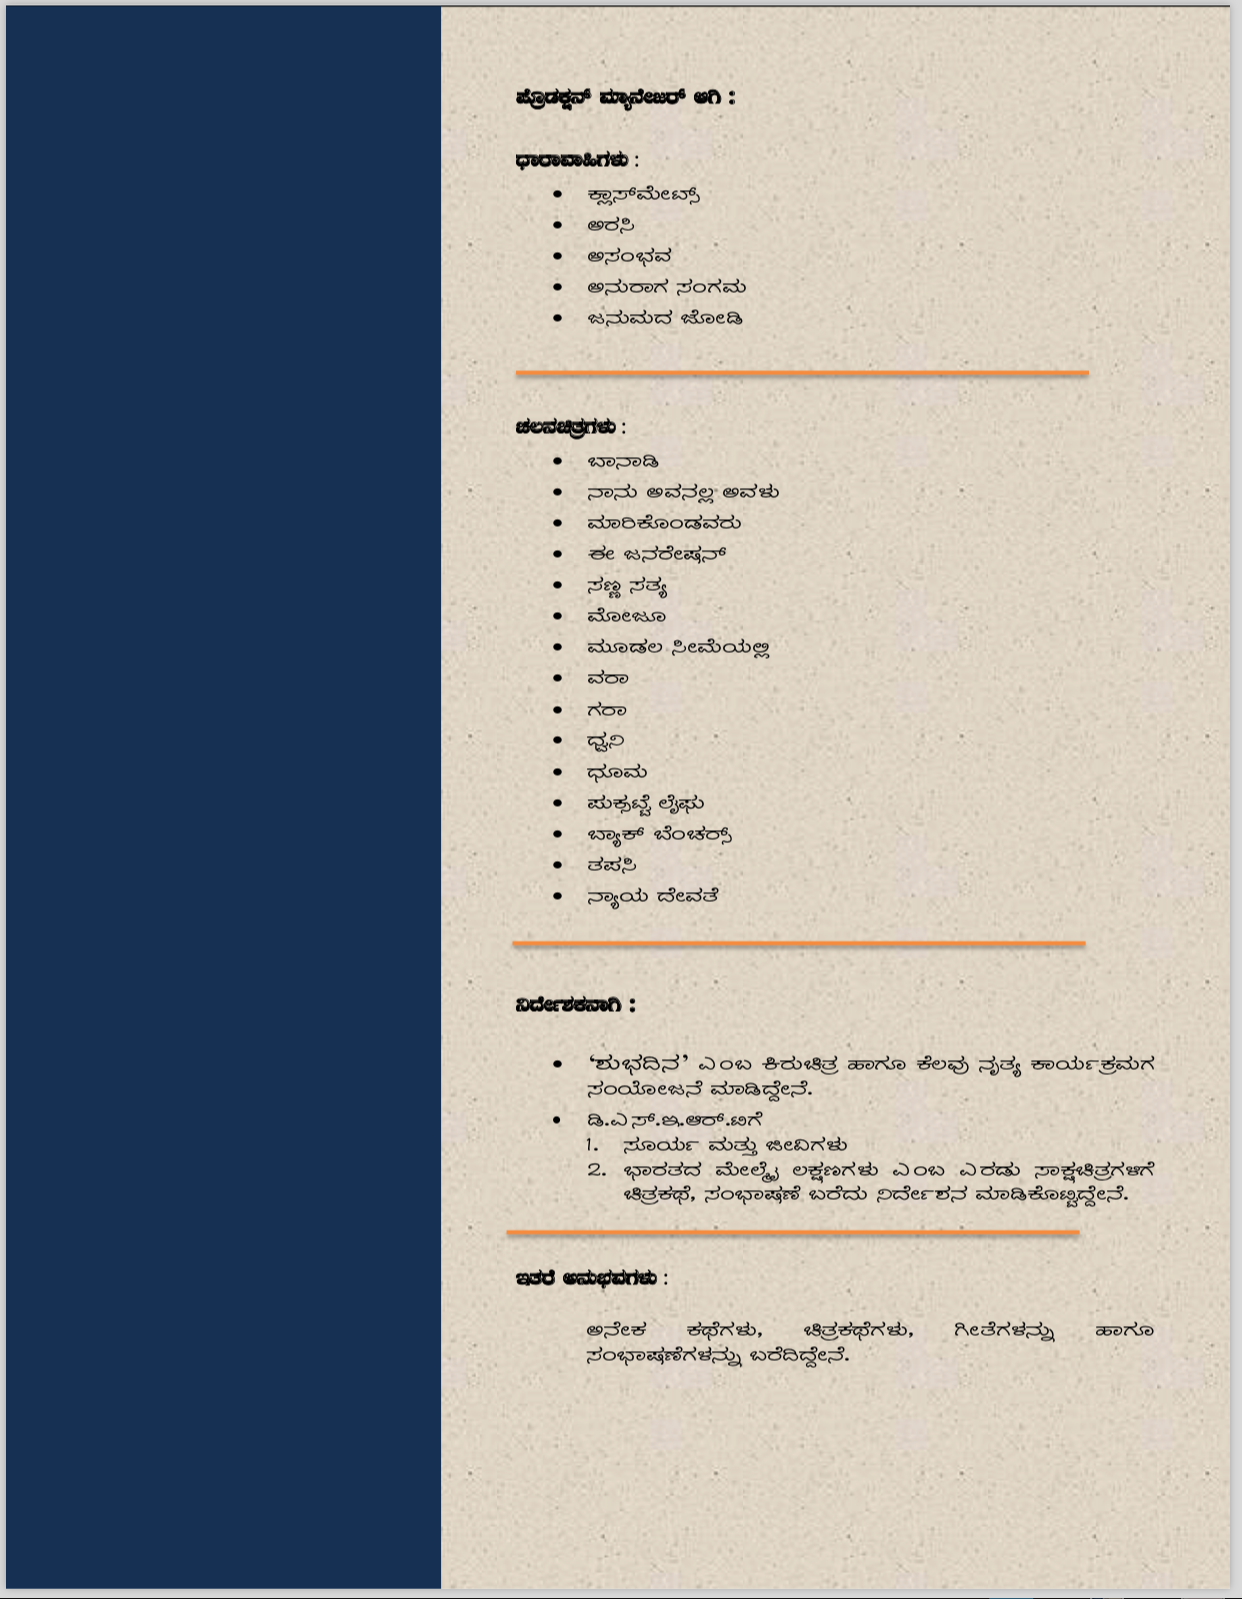 ಪ್ರೊಡಕ್ಷನ್ ಮ್ಯಾನೇಜರ್ ಆಗಿ :
ಧಾರಾವಾಹಿಗಳು :
• ಕ್ಲಾಸ್‌ಮೇಟ್ಸ್
• ಅರಸಿ
• ಅಸಂಭವ
• ಅನುರಾಗ ಸಂಗಮ
• ಜನುಮದ ಜೋಡಿ
ಚಲನಚಿತ್ರಗಳು :
• ಬಾನಾಡಿ
• ನಾನು ಅವನಲ್ಲ ಅವಳು
• ಮಾರಿಕೊಂಡವರು
• ಈ ಜನರೇಷನ್
• ಸಣ್ಣ ಸತ್ಯ
• ಮೋಜೂ
• ಮೂಡಲ ಸೀಮೆಯಲ್ಲಿ
• ವರಾ
• ಗರಾ
• ಧ್ವನಿ
• ಧೂಮ
• ಪುಕ್ಸಟ್ಟೆ ಲೈಫು
• ಬ್ಯಾಕ್ ಬೆಂಚರ್ಸ್
• ತಪಸಿ
• ನ್ಯಾಯ ದೇವತೆ
ನಿರ್ದೇಶಕನಾಗಿ :
• ‘ಶುಭದಿನ’ ಎಂಬ ಕಿರುಚಿತ್ರ ಹಾಗೂ ಕೆಲವು ನೃತ್ಯ ಕಾರ್ಯಕ್ರಮಗ
ಸಂಯೋಜನೆ ಮಾಡಿದ್ದೇನೆ.
• ಡಿ.ಎಸ್.ಇ.ಆರ್.ಟಿಗೆ
1. ಸೂರ್ಯ ಮತ್ತು ಜೀವಿಗಳು
2. ಭಾರತದ ಮೇಲ್ಮೈ ಲಕ್ಷಣಗಳು ಎಂಬ ಎರಡು ಸಾಕ್ಷಚಿತ್ರಗಳಿಗೆ
ಚಿತ್ರಕಥೆ, ಸಂಭಾಷಣೆ ಬರೆದು ನಿರ್ದೇಶನ ಮಾಡಿಕೊಟ್ಟಿದ್ದೇನೆ.
ಇತರೆ ಅನುಭವಗಳು :
ಅನೇಕ ಕಥೆಗಳು, ಚಿತ್ರಕಥೆಗಳು, ಗೀತೆಗಳನ್ನು ಹಾಗೂ
ಸಂಭಾಷಣೆಗಳನ್ನು ಬರೆದಿದ್ದೇನೆ.